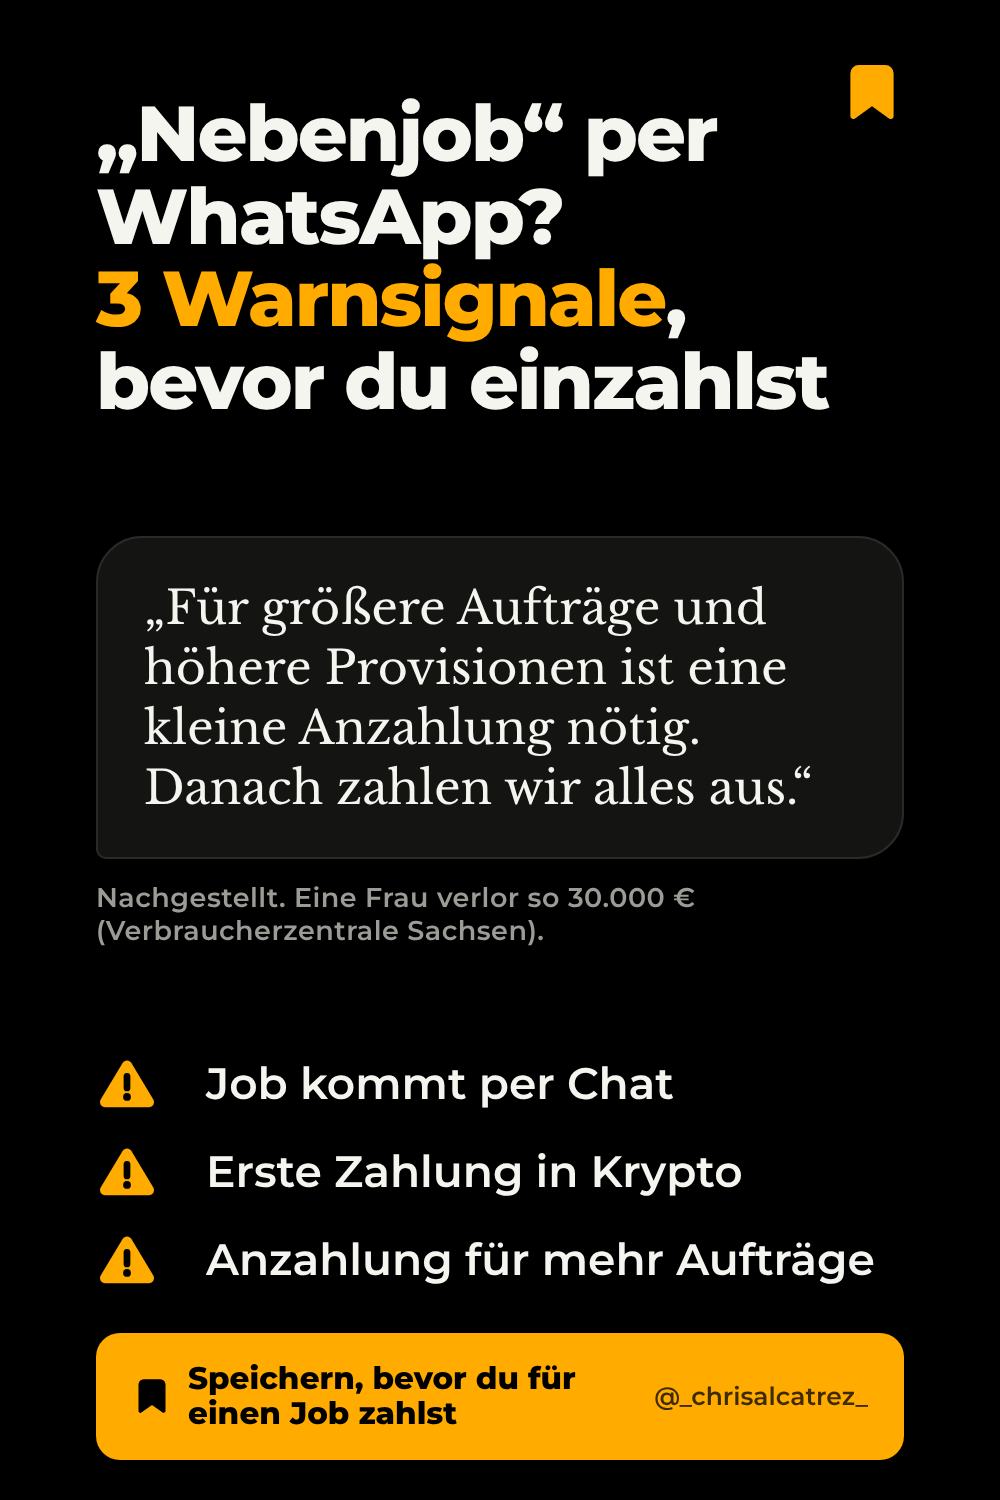 „Nebenjob“ per
WhatsApp?
3 Warnsignale,
bevor du einzahlst
„Für größere Aufträge und
höhere Provisionen ist eine
kleine Anzahlung nötig.
Danach zahlen wir alles aus.“
Nachgestellt. Eine Frau verlor so 30.000 €
(Verbraucherzentrale Sachsen).
Job kommt per Chat
Erste Zahlung in Krypto
Anzahlung für mehr Aufträge
Speichern, bevor du für
einen Job zahlst
@_chrisalcatrez_